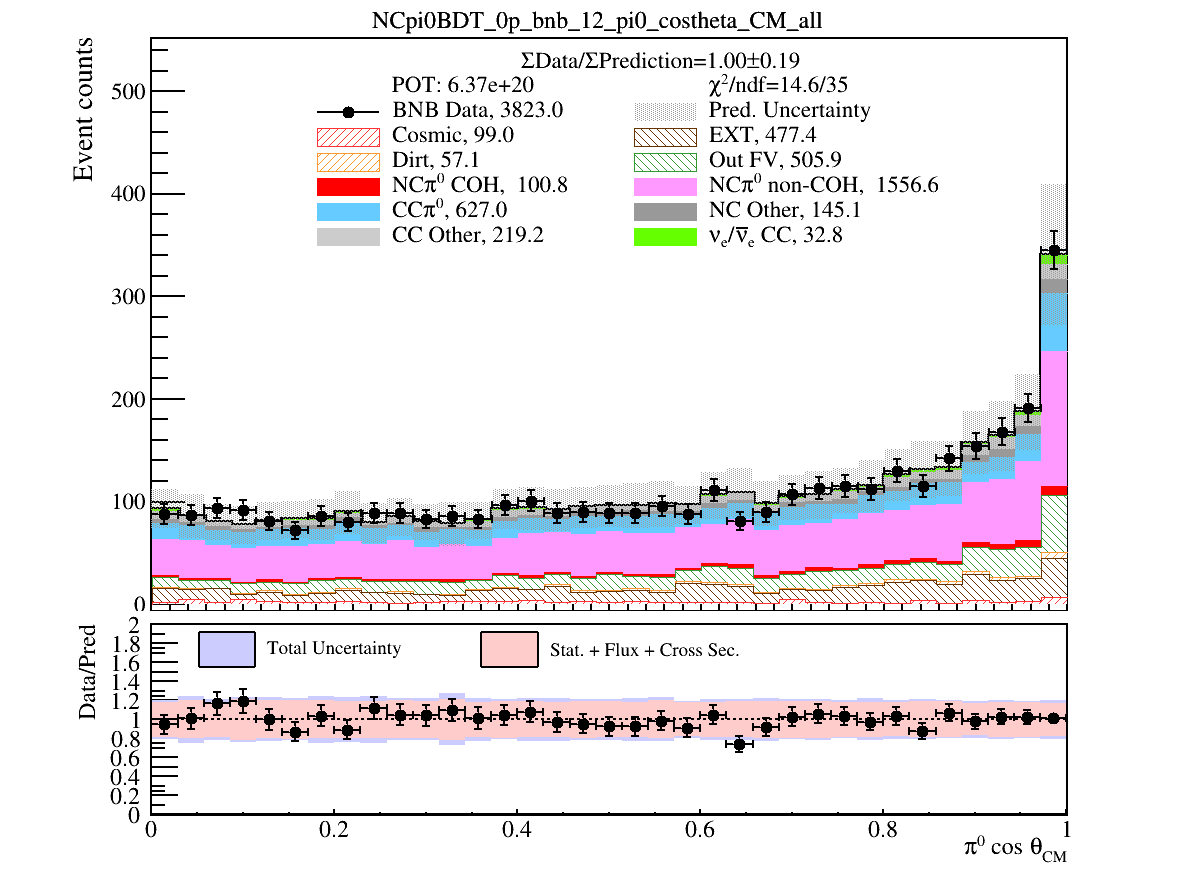 NCpi0BDT_0p_bnb_12_pi0_costheta_CM_all
ΣData/ΣPrediction=1.00±0.19
POT: 6.37e+20 χ²/ndf=14.6/35
BNB Data, 3823.0 Pred. Uncertainty
Cosmic, 99.0 EXT, 477.4
Dirt, 57.1 Out FV, 505.9
NCπ⁰ COH, 100.8 NCπ⁰ non-COH, 1556.6
CCπ⁰, 627.0 NC Other, 145.1
CC Other, 219.2 νₑ/ν̅ₑ CC, 32.8
Event counts
500
400
300
200
100
0
Total Uncertainty Stat. + Flux + Cross Sec.
Data/Pred
2
1.8
1.6
1.4
1.2
1
0.8
0.6
0.4
0.2
0
0 0.2 0.4 0.6 0.8 1
π⁰ cos θ_CM